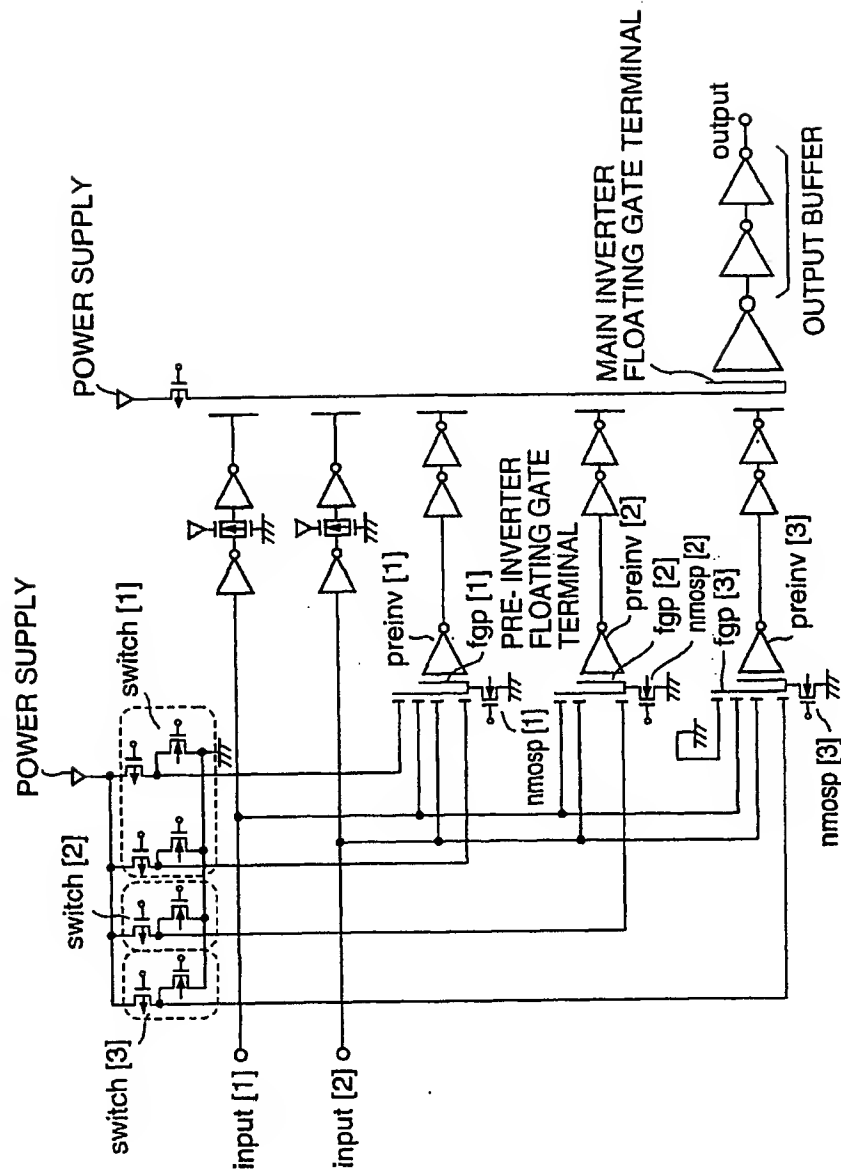 POWER SUPPLY
POWER SUPPLY
switch [1]
switch [2]
switch [3]
input [1]
input [2]
preinv [1]
fgp [1]
PRE- INVERTER
FLOATING GATE
TERMINAL
nmosp [1]
preinv [2]
fgp [2]
nmosp [2]
fgp [3]
preinv [3]
nmosp [3]
MAIN INVERTER
FLOATING GATE TERMINAL
output
OUTPUT BUFFER